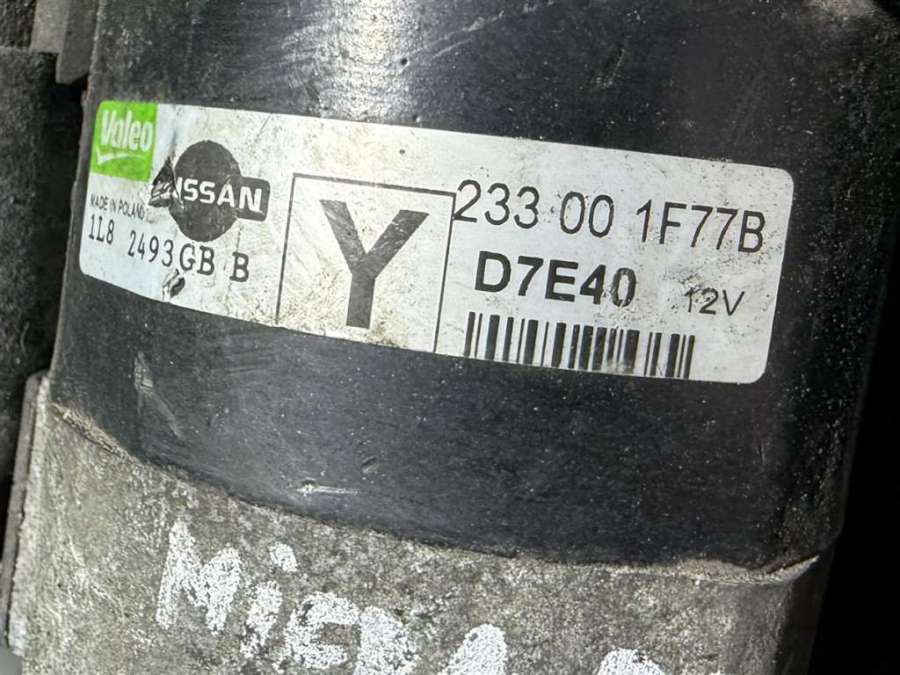 Valeo
NISSAN
MADE IN POLAND
1L8 2493GB B
Y
233 00 1F77B
D7E40 12V